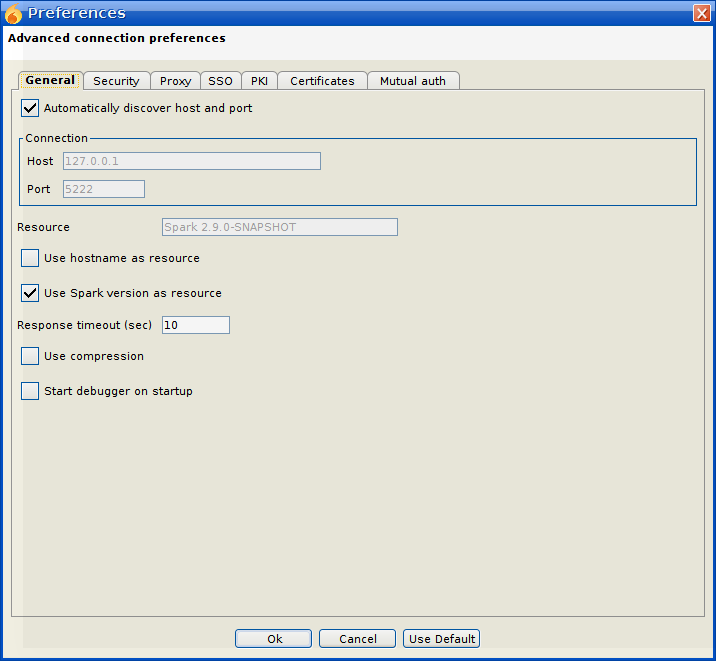 Preferences
Advanced connection preferences
General Security Proxy SSO PKI Certificates Mutual auth
Automatically discover host and port
Connection
Host 127.0.0.1
Port 5222
Resource Spark 2.9.0-SNAPSHOT
Use hostname as resource
Use Spark version as resource
Response timeout (sec) 10
Use compression
Start debugger on startup
Ok Cancel Use Default